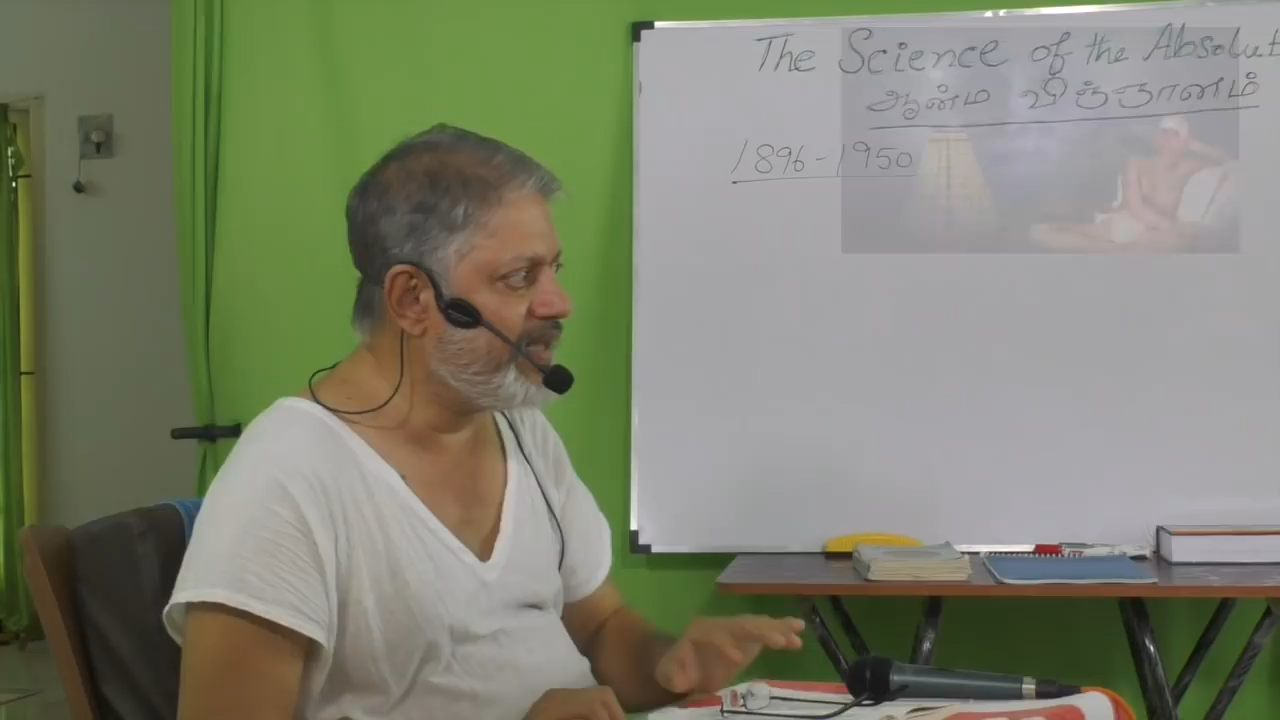 The Science of the Absolut
ஆன்ம விஞ்ஞானம்
1896-1950